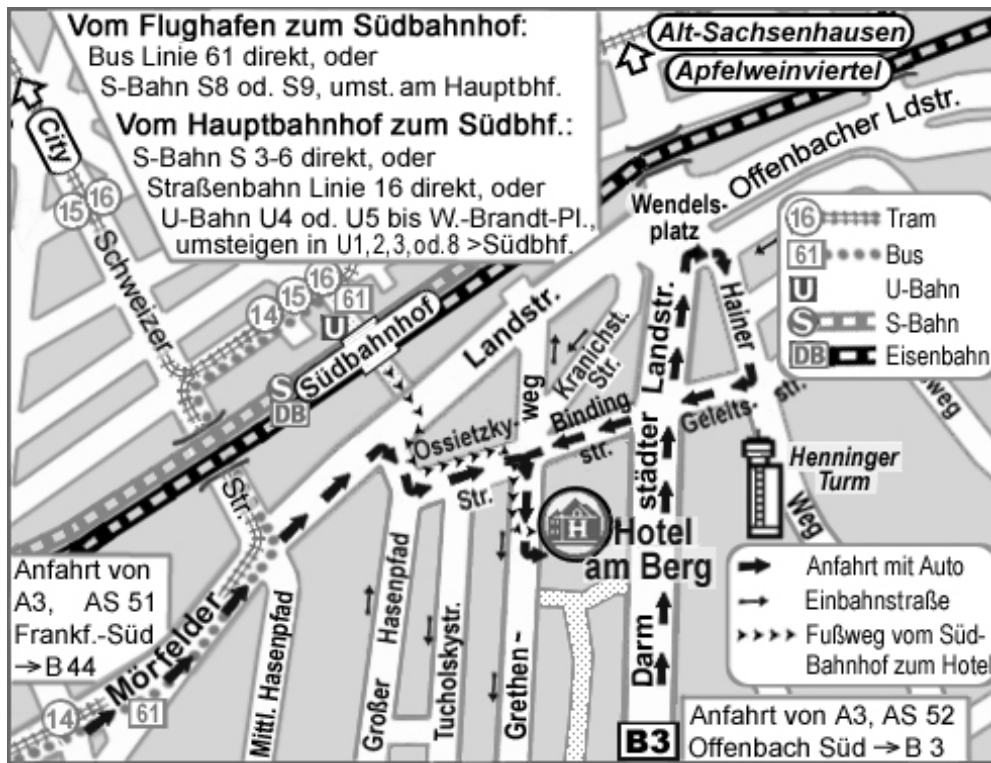 Vom Flughafen zum Südbahnhof:
Bus Linie 61 direkt, oder
S-Bahn S8 od. S9, umst. am Hauptbhf.
Vom Hauptbahnhof zum Südbhf.:
S-Bahn S 3-6 direkt, oder
Straßenbahn Linie 16 direkt, oder
U-Bahn U4 od. U5 bis W.-Brandt-Pl.,
umsteigen in U1,2,3,od.8 >Südbhf.
Alt-Sachsenhausen
Apfelweinviertel
City
15
16
Schweizer
Str.
14
15
16
61
U
S
DB
Südbahnhof
Offenbacher Ldstr.
Wendels-
platz
Mörfelder
Landstr.
Hainer
Weg
Kranichst.
Str.
Binding
str.
Geleits-
str.
Ossietzky-
Str.
Henninger
Turm
H
Hotel
am Berg
Darm
städter
Landstr.
Mittl. Hasenpfad
Großer
Hasenpfad
Tucholskystr.
Grethen-
weg
weg
14
61
B3
16 Tram
61 Bus
U U-Bahn
S S-Bahn
DB Eisenbahn
Anfahrt mit Auto
Einbahnstraße
Fußweg vom Süd-
Bahnhof zum Hotel
Anfahrt von
A3, AS 51
Frankf.-Süd
→ B 44
Anfahrt von A3, AS 52
Offenbach Süd → B 3